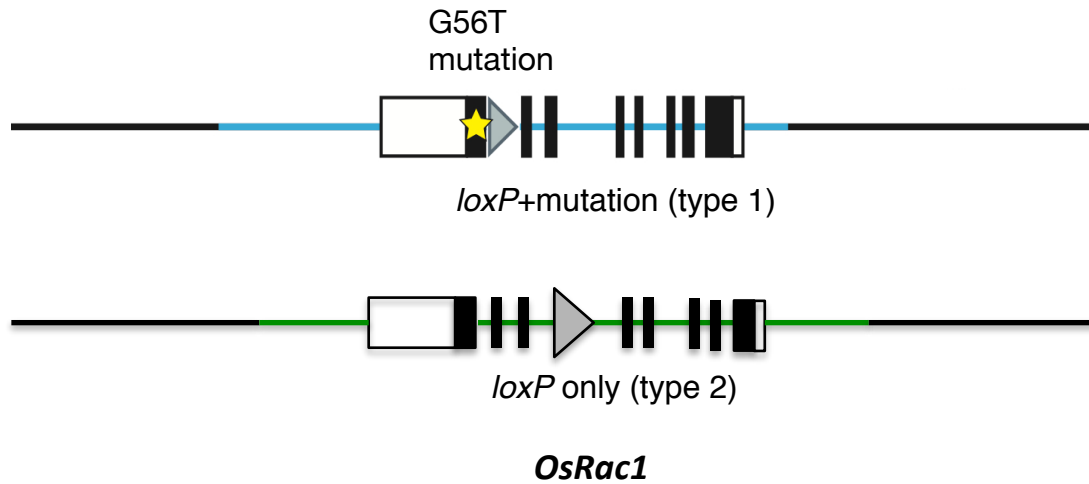 G56T
mutation
loxP+mutation (type 1)
loxP only (type 2)
OsRac1